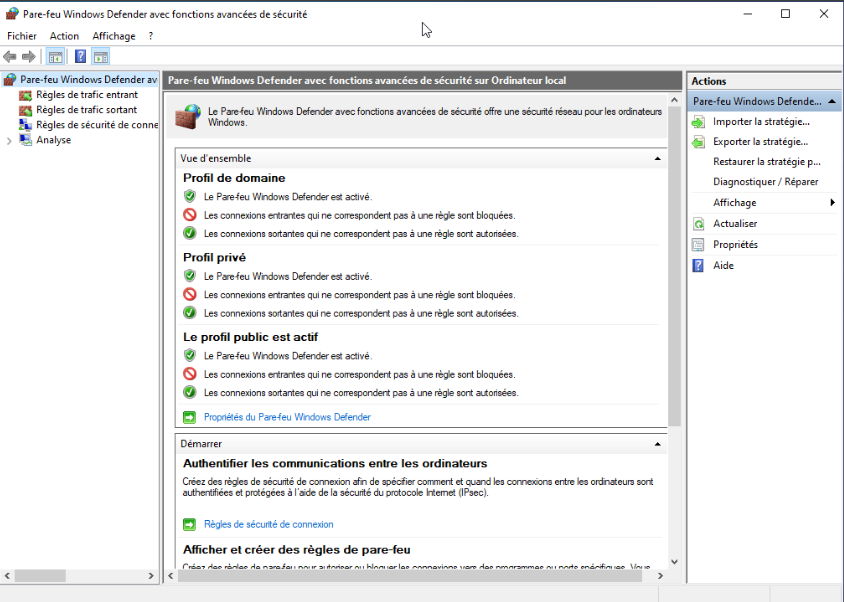 Pare-feu Windows Defender avec fonctions avancées de sécurité
Fichier Action Affichage ?
Pare-feu Windows Defender av
Règles de trafic entrant
Règles de trafic sortant
Règles de sécurité de conne
Analyse
Pare-feu Windows Defender avec fonctions avancées de sécurité sur Ordinateur local
Le Pare-feu Windows Defender avec fonctions avancées de sécurité offre une sécurité réseau pour les ordinateurs
Windows.
Vue d'ensemble
Profil de domaine
Le Pare-feu Windows Defender est activé.
Les connexions entrantes qui ne correspondent pas à une règle sont bloquées.
Les connexions sortantes qui ne correspondent pas à une règle sont autorisées.
Profil privé
Le Pare-feu Windows Defender est activé.
Les connexions entrantes qui ne correspondent pas à une règle sont bloquées.
Les connexions sortantes qui ne correspondent pas à une règle sont autorisées.
Le profil public est actif
Le Pare-feu Windows Defender est activé.
Les connexions entrantes qui ne correspondent pas à une règle sont bloquées.
Les connexions sortantes qui ne correspondent pas à une règle sont autorisées.
Propriétés du Pare-feu Windows Defender
Démarrer
Authentifier les communications entre les ordinateurs
Créez des règles de sécurité de connexion afin de spécifier comment et quand les connexions entre les ordinateurs sont
authentifiées et protégées à l'aide de la sécurité du protocole Internet (IPsec).
Règles de sécurité de connexion
Afficher et créer des règles de pare-feu
Créez des règles de pare-feu pour autoriser ou bloquer les connexions vers des programmes ou ports spécifiques. Vous
Actions
Pare-feu Windows Defende...
Importer la stratégie...
Exporter la stratégie...
Restaurer la stratégie p...
Diagnostiquer / Réparer
Affichage
Actualiser
Propriétés
Aide